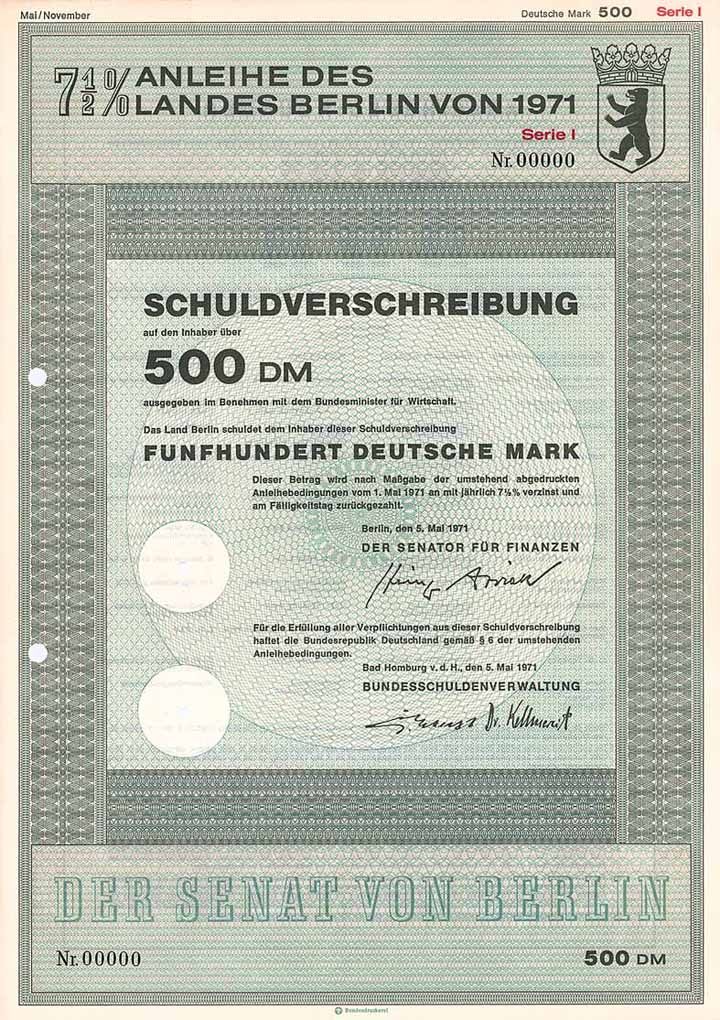 Mai/November
Deutsche Mark 500 Serie I
7 1/2 % ANLEIHE DES
LANDES BERLIN VON 1971
Serie I
Nr. 00000
SCHULDVERSCHREIBUNG
auf den Inhaber über
500 DM
ausgegeben im Benehmen mit dem Bundesminister für Wirtschaft.
Das Land Berlin schuldet dem Inhaber dieser Schuldverschreibung
FUNFHUNDERT DEUTSCHE MARK
Dieser Betrag wird nach Maßgabe der umstehend abgedruckten
Anleihebedingungen vom 1. Mai 1971 an mit jährlich 7½% verzinst und
am Fälligkeitstag zurückgezahlt.
Berlin, den 5. Mai 1971
DER SENATOR FÜR FINANZEN
Für die Erfüllung aller Verpflichtungen aus dieser Schuldverschreibung
haftet die Bundesrepublik Deutschland gemäß § 6 der umstehenden
Anleihebedingungen.
Bad Homburg v. d. H., den 5. Mai 1971
BUNDESSCHULDENVERWALTUNG
Dr.
DER SENAT VON BERLIN
Nr. 00000
500 DM
Bundesdruckerei